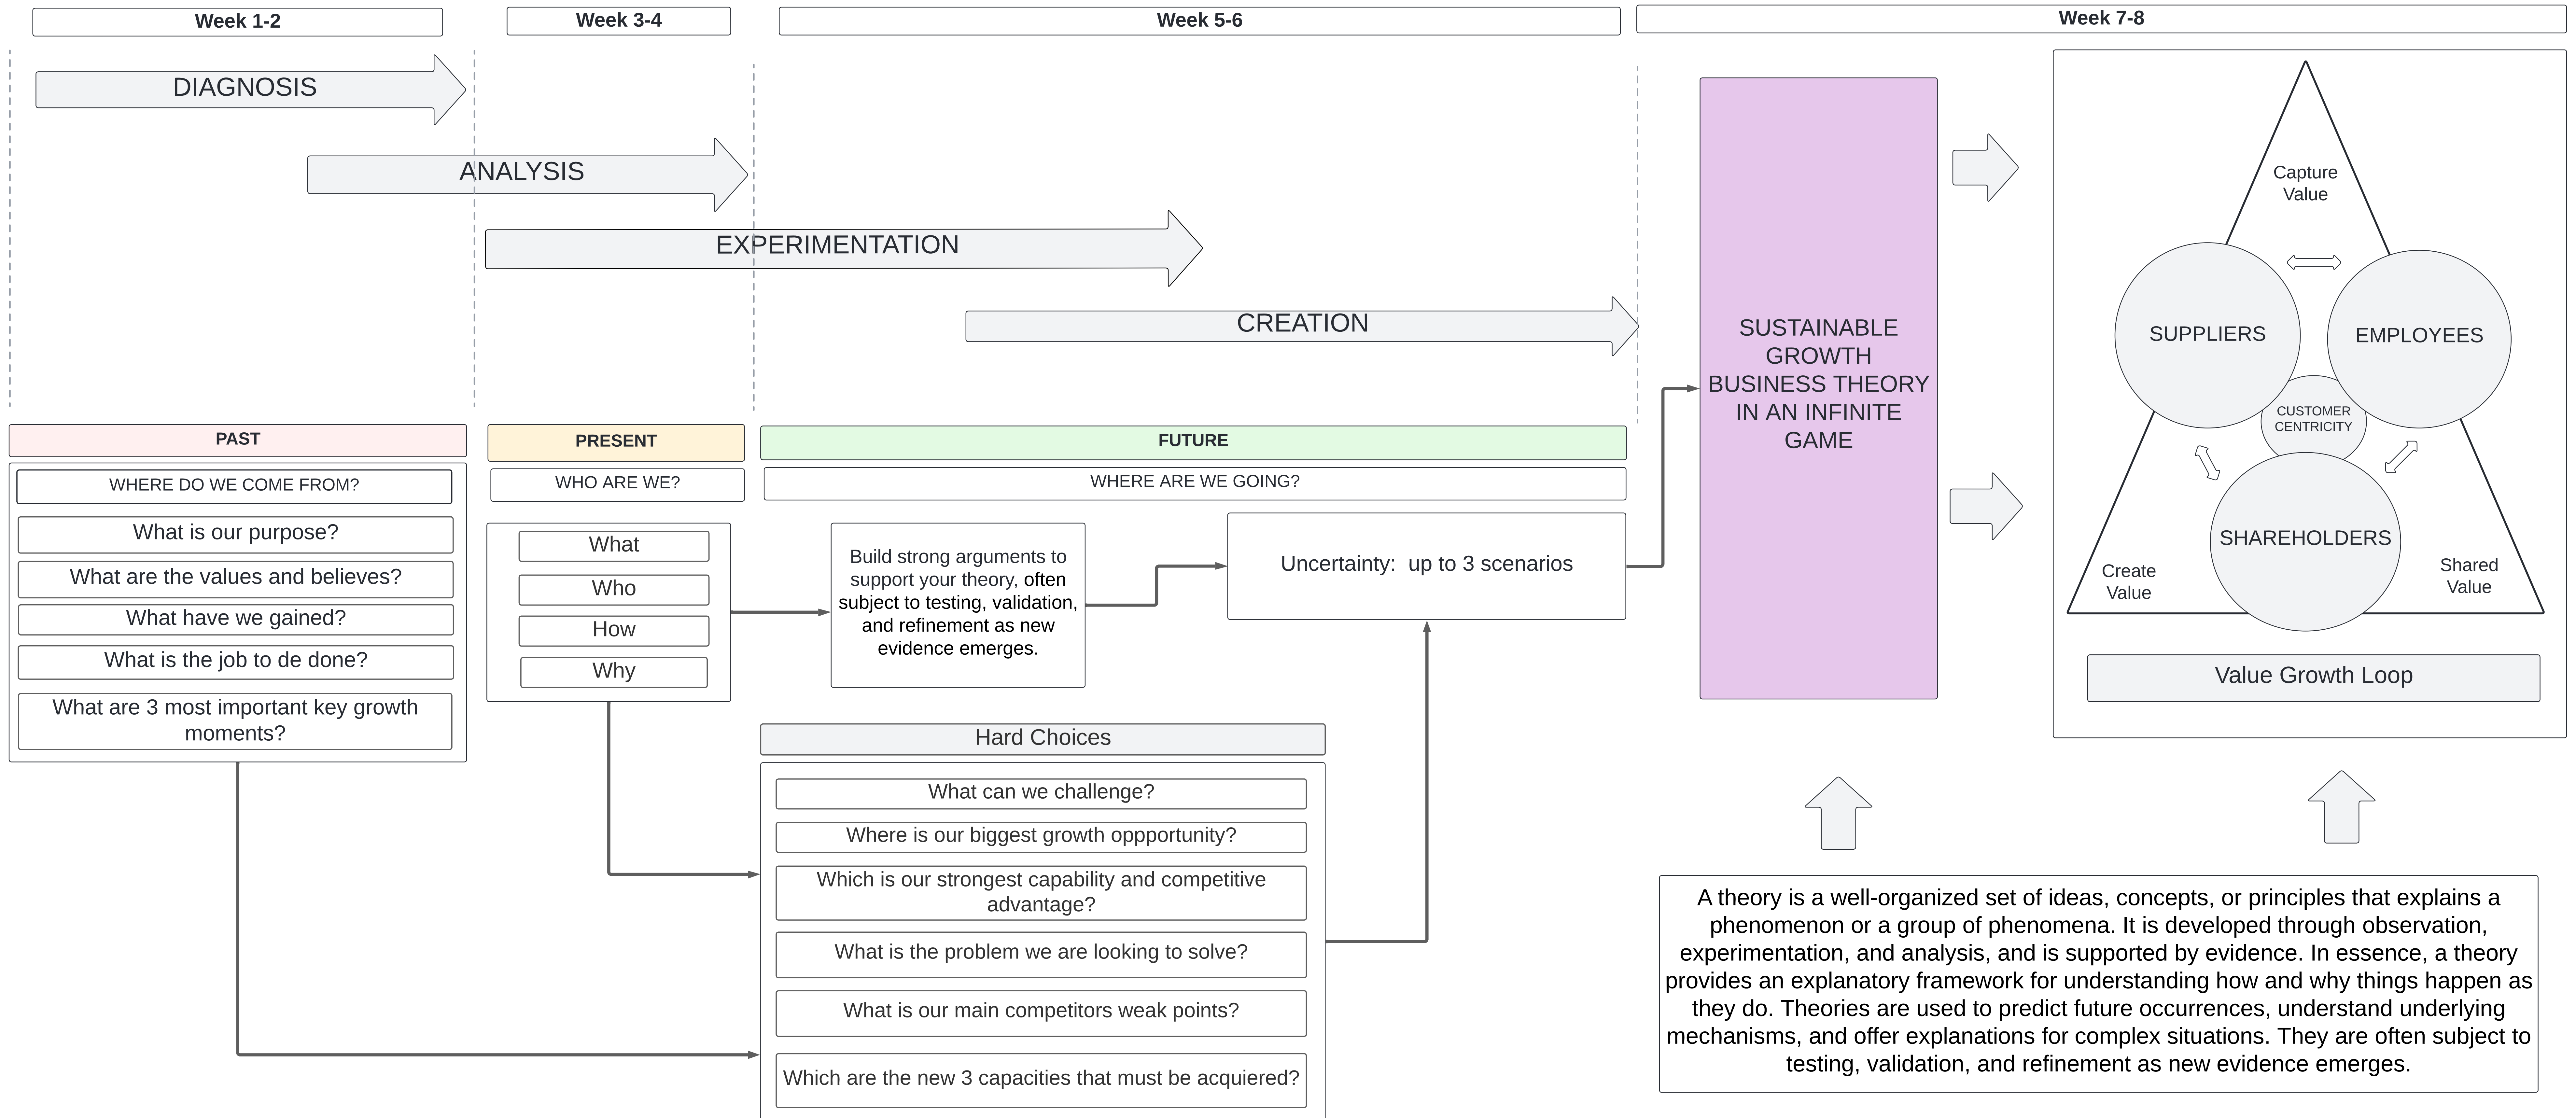 Week 1-2
Week 3-4
Week 5-6
Week 7-8
DIAGNOSIS
ANALYSIS
EXPERIMENTATION
CREATION
PAST
WHERE DO WE COME FROM?
What is our purpose?
What are the values and believes?
What have we gained?
What is the job to de done?
What are 3 most important key growth
moments?
PRESENT
WHO ARE WE?
What
Who
How
Why
FUTURE
WHERE ARE WE GOING?
Build strong arguments to
support your theory, often
subject to testing, validation,
and refinement as new
evidence emerges.
Uncertainty:  up to 3 scenarios
Hard Choices
What can we challenge?
Where is our biggest growth oppportunity?
Which is our strongest capability and competitive
advantage?
What is the problem we are looking to solve?
What is our main competitors weak points?
Which are the new 3 capacities that must be acquiered?
SUSTAINABLE
GROWTH
BUSINESS THEORY
IN AN INFINITE
GAME
Capture
Value
SUPPLIERS
EMPLOYEES
CUSTOMER
CENTRICITY
SHAREHOLDERS
Create
Value
Shared
Value
Value Growth Loop
A theory is a well-organized set of ideas, concepts, or principles that explains a
phenomenon or a group of phenomena. It is developed through observation,
experimentation, and analysis, and is supported by evidence. In essence, a theory
provides an explanatory framework for understanding how and why things happen as
they do. Theories are used to predict future occurrences, understand underlying
mechanisms, and offer explanations for complex situations. They are often subject to
testing, validation, and refinement as new evidence emerges.